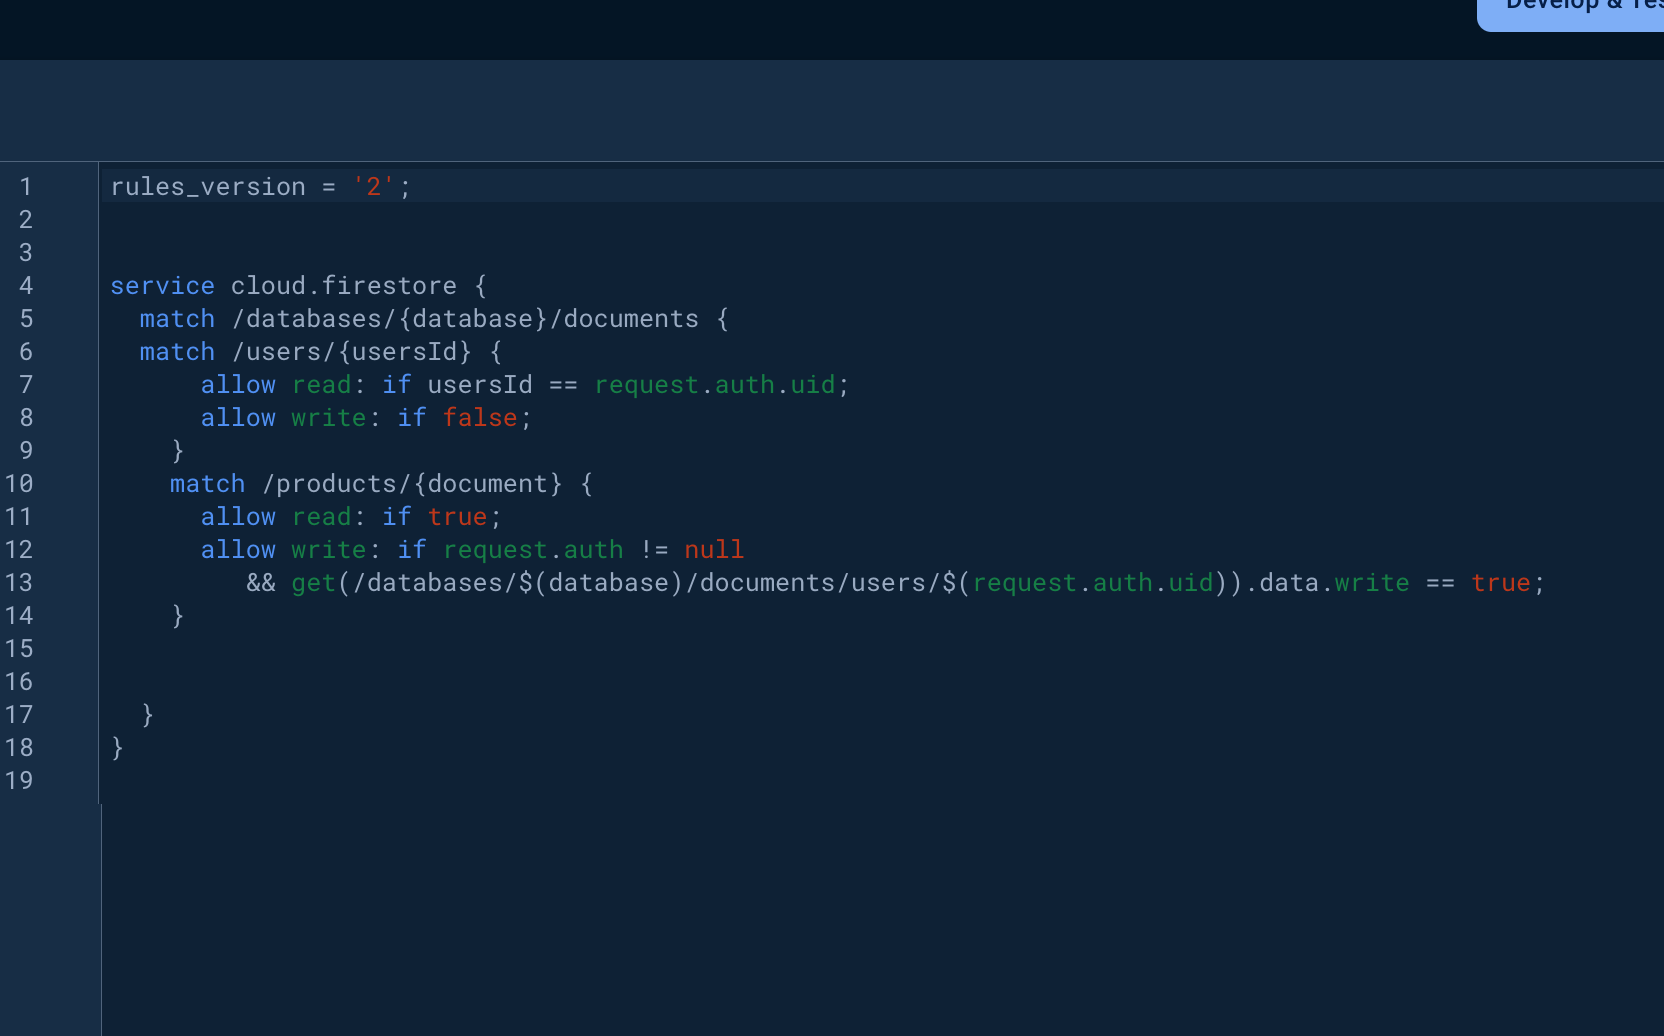 Develop & Tes
1 rules_version = '2';
2
3
4 service cloud.firestore {
5 match /databases/{database}/documents {
6 match /users/{usersId} {
7 allow read: if usersId == request.auth.uid;
8 allow write: if false;
9 }
10 match /products/{document} {
11 allow read: if true;
12 allow write: if request.auth != null
13 && get(/databases/$(database)/documents/users/$(request.auth.uid)).data.write == true;
14 }
15
16
17 }
18 }
19